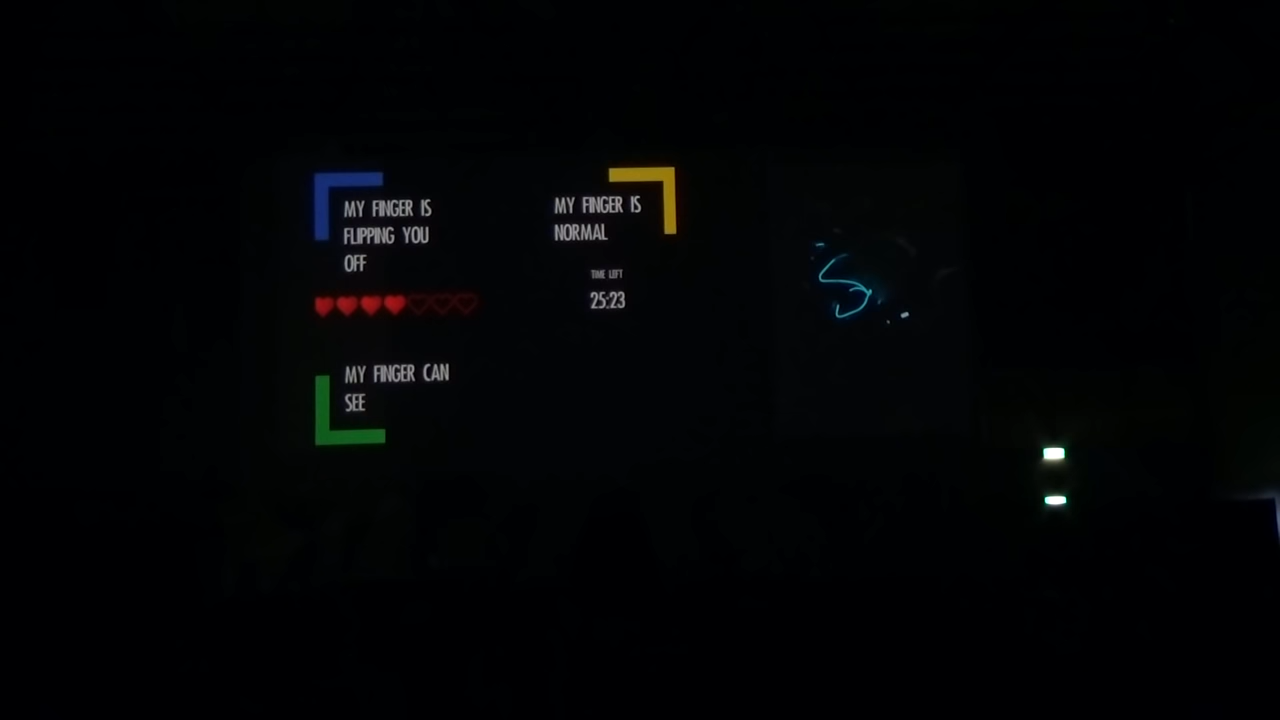 MY FINGER IS
FLIPPING YOU
OFF
MY FINGER IS
NORMAL
TIME LEFT
25:23
MY FINGER CAN
SEE
S